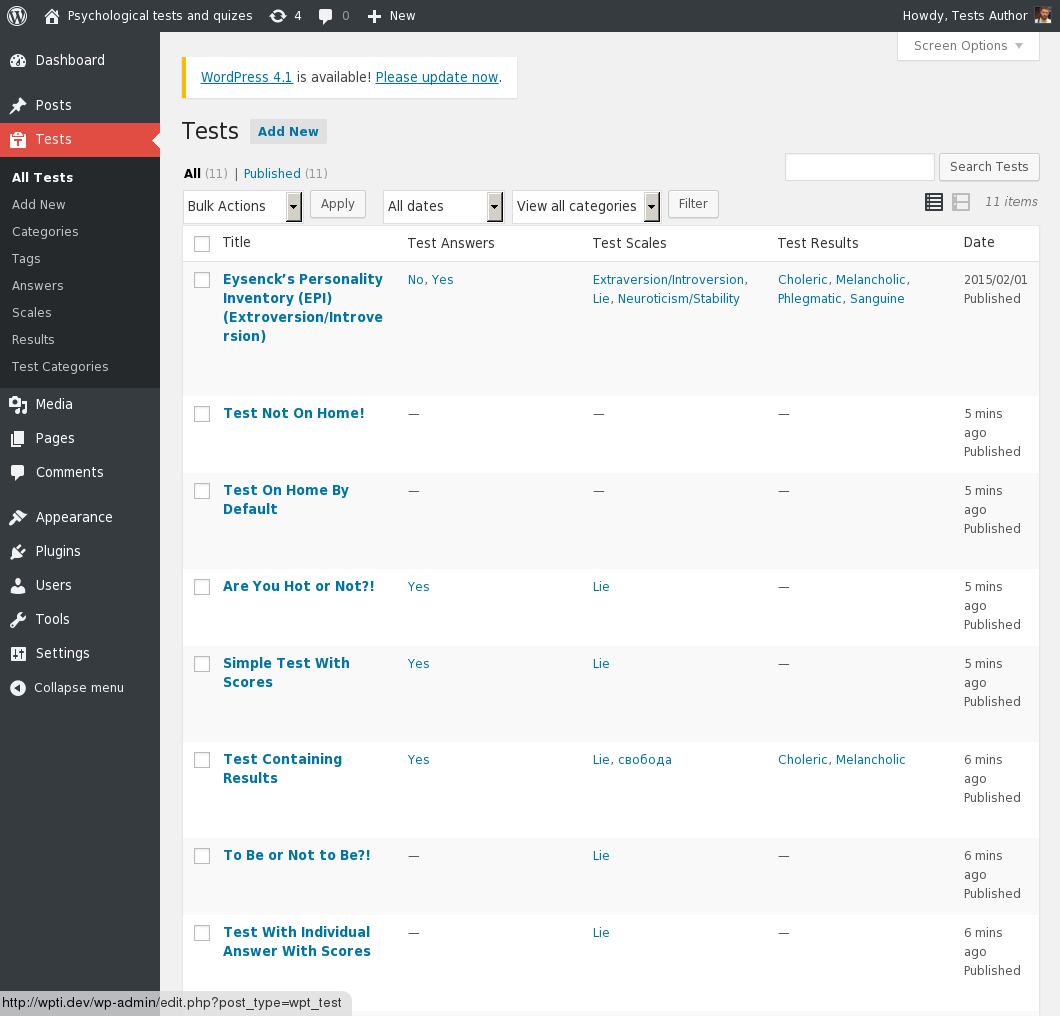 Psychological tests and quizes 4 0 New Howdy, Tests Author
Screen Options
Dashboard
Posts
Tests
All Tests
Add New
Categories
Tags
Answers
Scales
Results
Test Categories
Media
Pages
Comments
Appearance
Plugins
Users
Tools
Settings
Collapse menu
WordPress 4.1 is available! Please update now.
Tests Add New
All (11) | Published (11)
Search Tests
Bulk Actions Apply All dates View all categories Filter
11 items
Title Test Answers Test Scales Test Results Date
Eysenck’s Personality No, Yes Extraversion/Introversion, Choleric, Melancholic, 2015/02/01
Inventory (EPI) Lie, Neuroticism/Stability Phlegmatic, Sanguine Published
(Extroversion/Introve
rsion)
Test Not On Home! — — — 5 mins
ago
Published
Test On Home By — — — 5 mins
Default ago
Published
Are You Hot or Not?! Yes Lie — 5 mins
ago
Published
Simple Test With Yes Lie — 5 mins
Scores ago
Published
Test Containing Yes Lie, свобода Choleric, Melancholic 6 mins
Results ago
Published
To Be or Not to Be?! — Lie — 6 mins
ago
Published
Test With Individual — Lie — 6 mins
Answer With Scores ago
Published
http://wpti.dev/wp-admin/edit.php?post_type=wpt_test